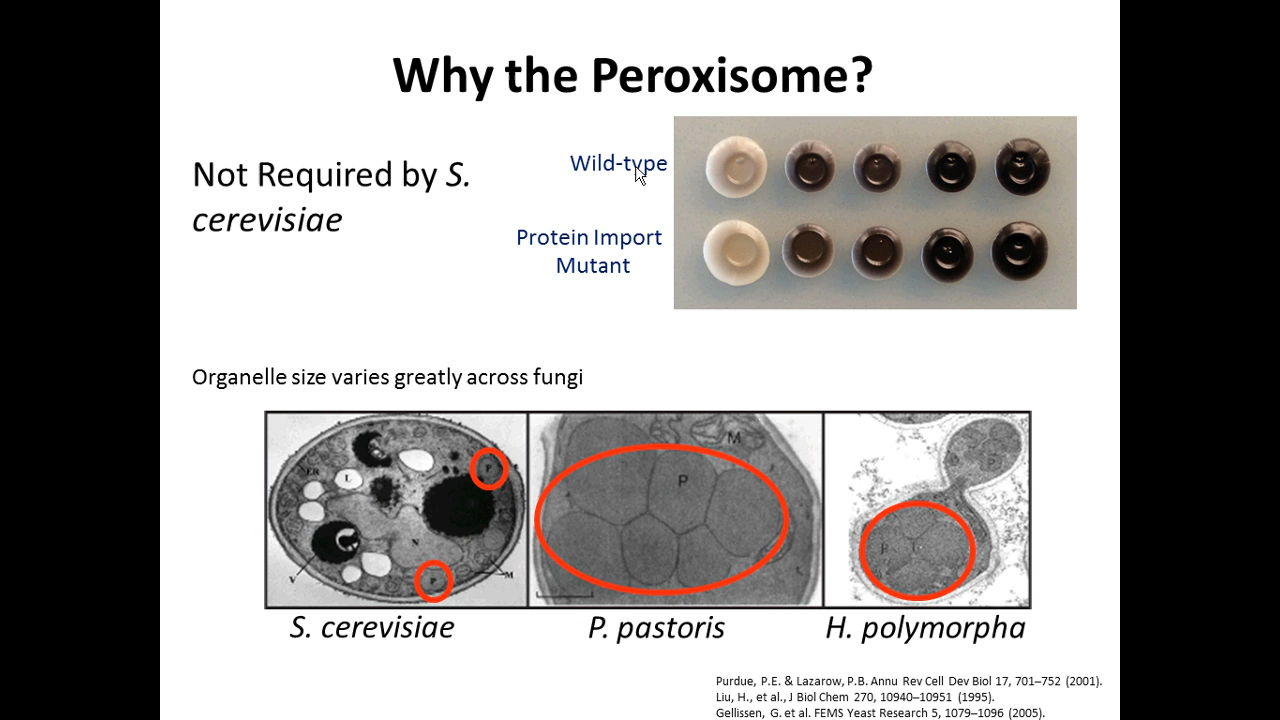 Why the Peroxisome?
Not Required by S.
cerevisiae
Wild-type
Protein Import
Mutant
Organelle size varies greatly across fungi
ER
L
P
N
V
P
M
P
M
P
S. cerevisiae
P. pastoris
H. polymorpha
Purdue, P.E. & Lazarow, P.B. Annu Rev Cell Dev Biol 17, 701–752 (2001).
Liu, H., et al., J Biol Chem 270, 10940–10951 (1995).
Gellissen, G. et al. FEMS Yeast Research 5, 1079–1096 (2005).